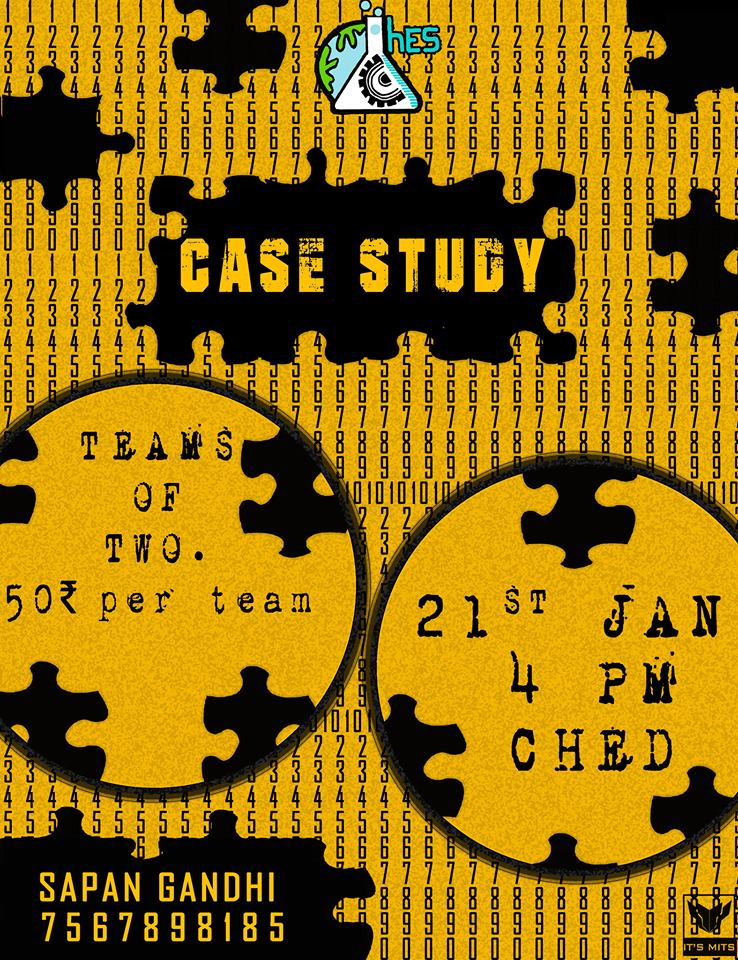 hES
CASE STUDY
TEAMS
OF
TWO.
50₹ per team
21ST JAN
4 PM
CHED
SAPAN GANDHI
7567898185
IT'S MITS